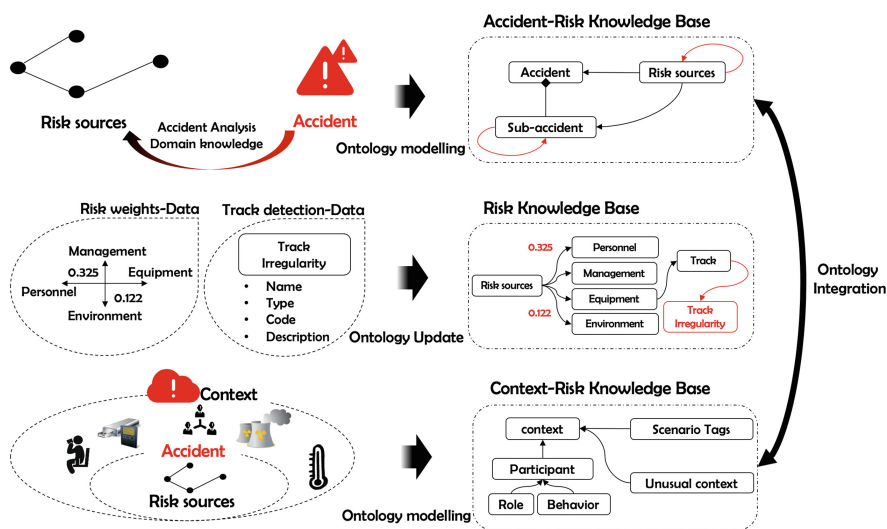 Accident-Risk Knowledge Base
Risk sources
Accident Analysis
Domain knowledge
Accident
Ontology modelling
Accident
Risk sources
Sub-accident
Risk weights-Data
Management
0.325
Equipment
Personnel
0.122
Environment
Track detection-Data
Track
Irregularity
• Name
• Type
• Code
• Description
Ontology Update
Risk Knowledge Base
0.325
Personnel
Management
Risk sources
Equipment
0.122
Environment
Track
Track
Irregularity
Ontology
Integration
Context
Accident
Risk sources
Ontology modelling
Context-Risk Knowledge Base
context
Scenario Tags
Participant
Unusual context
Role
Behavior